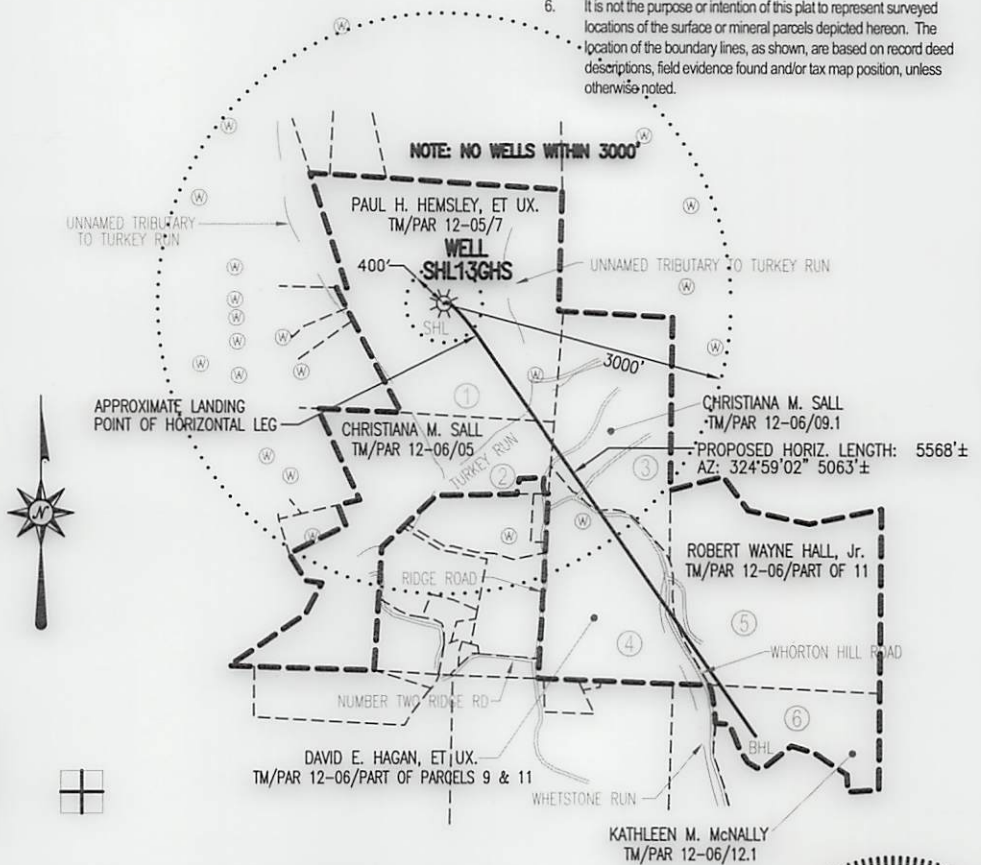 6. It is not the purpose or intention of this plat to represent surveyed
locations of the surface or mineral parcels depicted hereon. The
location of the boundary lines, as shown, are based on record deed
descriptions, field evidence found and/or tax map position, unless
otherwise noted.
W
W
W
NOTE: NO WELLS WITHIN 3000'
W
W
UNNAMED TRIBUTARY
TO TURKEY RUN
PAUL H. HEMSLEY, ET UX.
TM/PAR 12-05/7
WELL
SHL13GHS
400'
UNNAMED TRIBUTARY TO TURKEY RUN
W
W
W
W
W
W
W
W
W
W
W
W
SHL
3000'
APPROXIMATE LANDING
POINT OF HORIZONTAL LEG
1
CHRISTIANA M. SALL
TM/PAR 12-06/05
CHRISTIANA M. SALL
TM/PAR 12-06/09.1
PROPOSED HORIZ. LENGTH: 5568'±
AZ: 324°59'02" 5063'±
TURKEY RUN
2
3
W
W
N
W
W
W
ROBERT WAYNE HALL, Jr.
TM/PAR 12-06/PART OF 11
RIDGE ROAD
4
5
WHORTON HILL ROAD
NUMBER TWO RIDGE RD
6
BHL
DAVID E. HAGAN, ET UX.
TM/PAR 12-06/PART OF PARCELS 9 & 11
WHETSTONE RUN
KATHLEEN M. McNALLY
TM/PAR 12-06/12.1